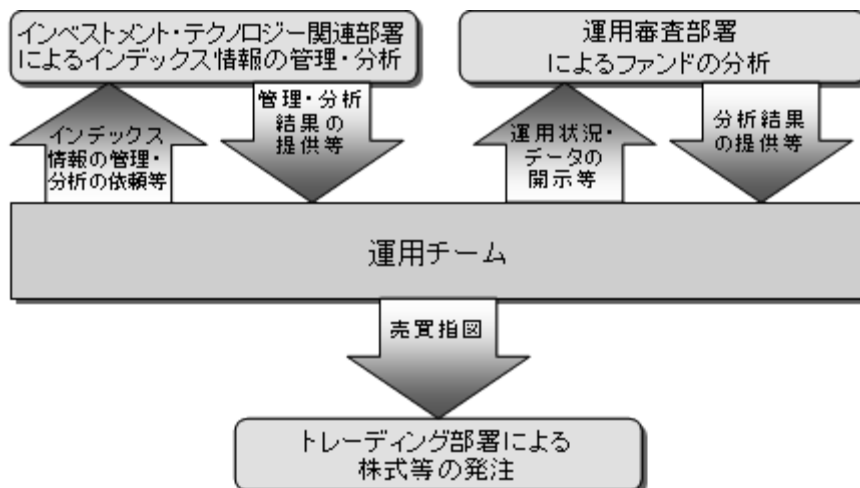 インベストメント・テクノロジー関連部署
によるインデックス情報の管理・分析
運用審査部署
によるファンドの分析
インデックス
情報の管理・
分析の依頼等
管理・分析
結果の
提供等
運用状況・
データの
開示等
分析結果
の提供等
運用チーム
売買指図
トレーディング部署による
株式等の発注